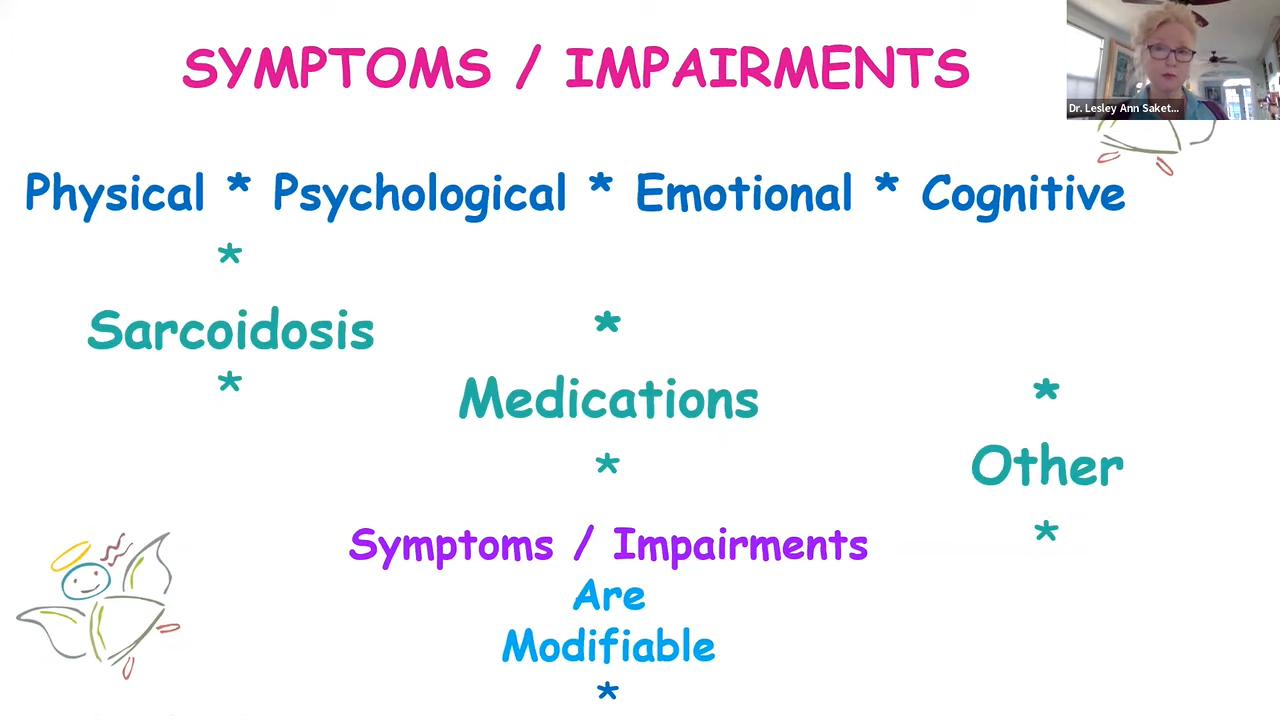 SYMPTOMS / IMPAIRMENTS
Dr. Lesley Ann Saket...
Physical * Psychological * Emotional * Cognitive
*
Sarcoidosis
*
*
Medications
*
*
Other
*
Symptoms / Impairments
Are
Modifiable
*